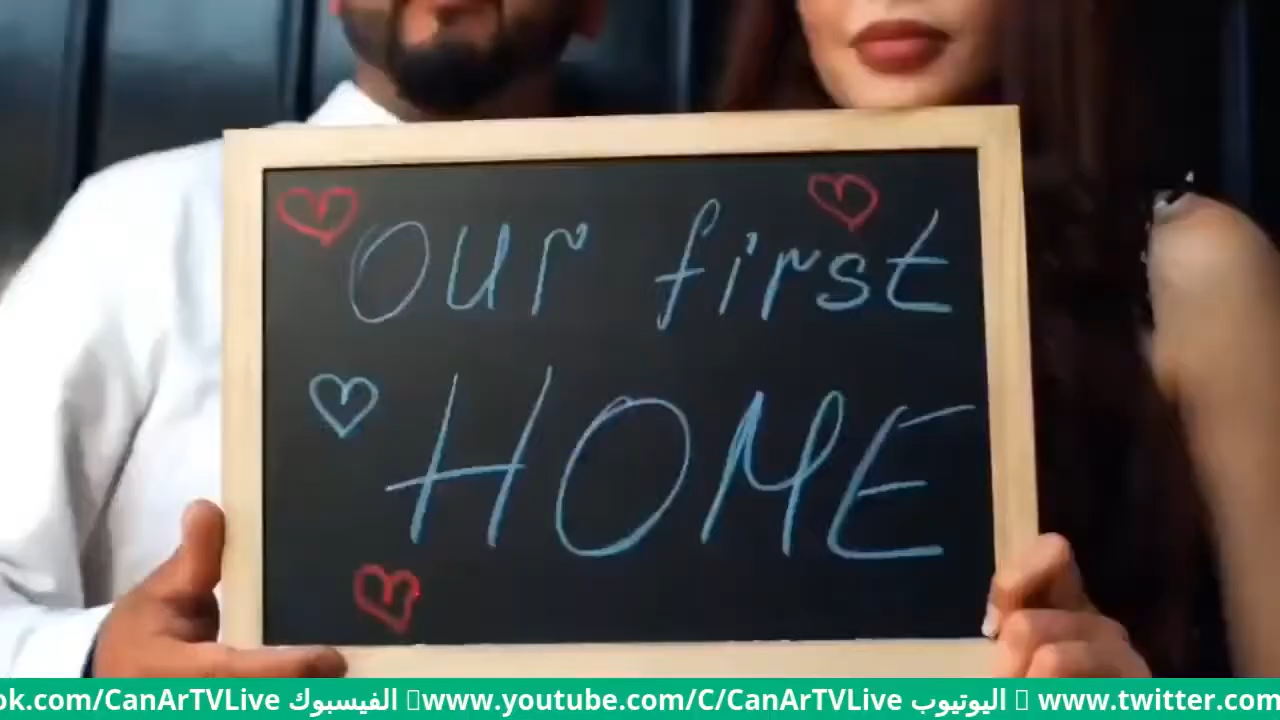 our first
HOME
ok.com/CanArTVLive الفيسبوك www.youtube.com/C/CanArTVLive اليوتيوب www.twitter.com